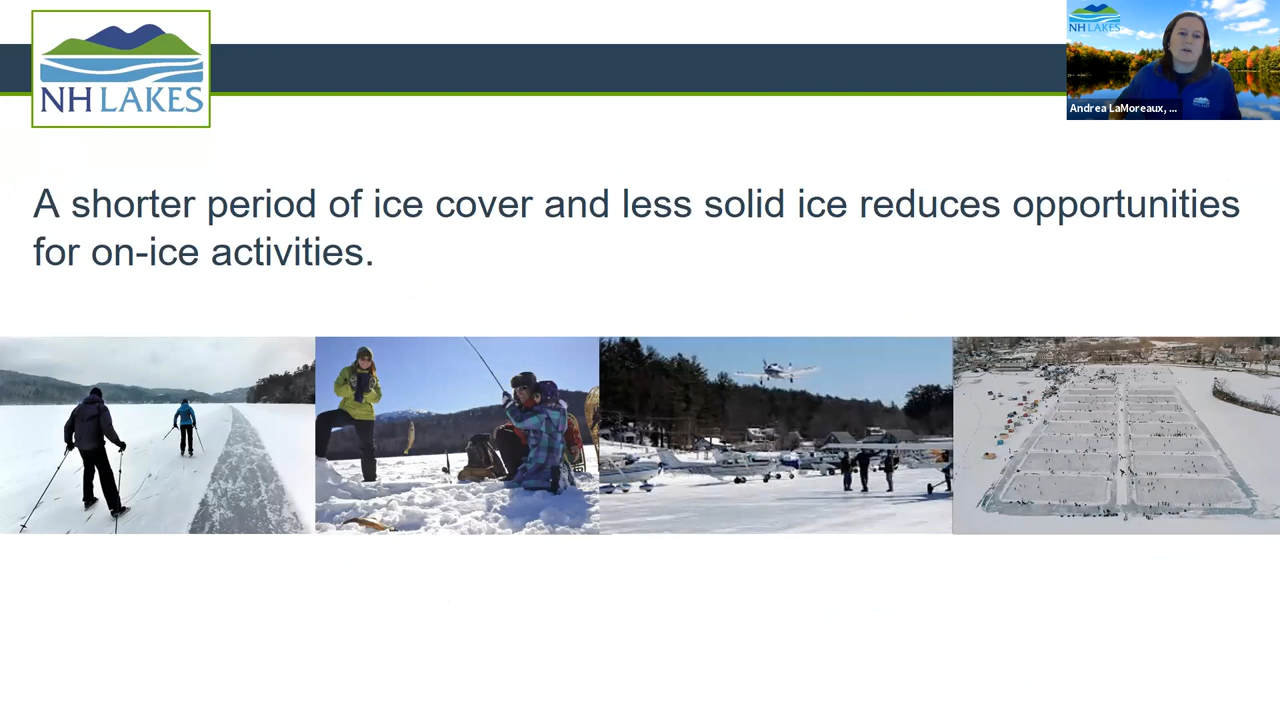 NH LAKES
NH LAKES
Andrea LaMoreaux, ...
A shorter period of ice cover and less solid ice reduces opportunities
for on-ice activities.